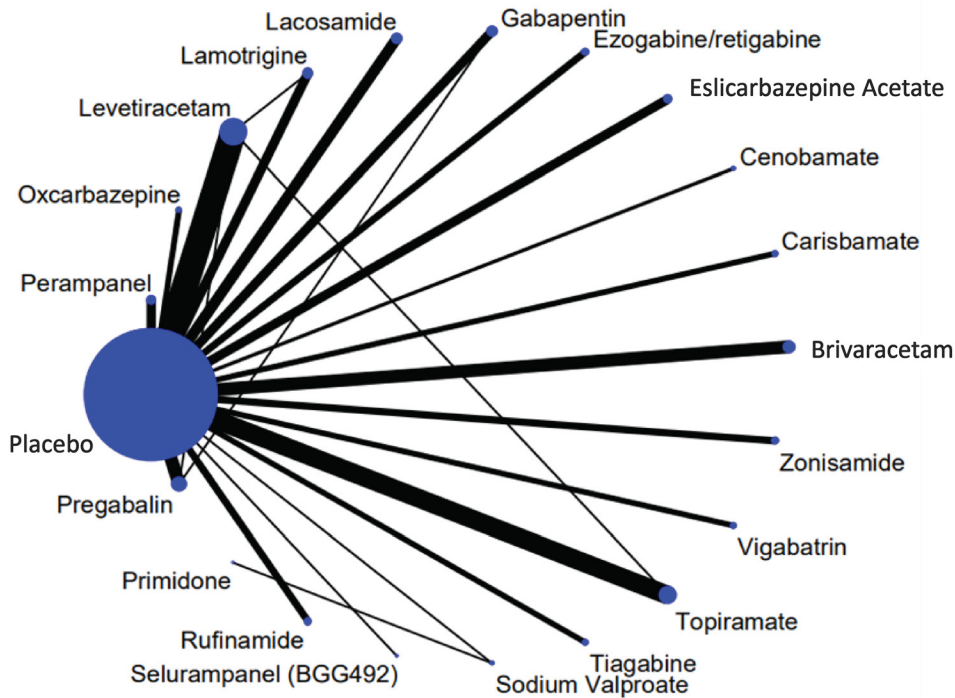 Lacosamide
Gabapentin
Lamotrigine
Ezogabine/retigabine
Levetiracetam
Eslicarbazepine Acetate
Cenobamate
Oxcarbazepine
Carisbamate
Perampanel
Brivaracetam
Placebo
Zonisamide
Pregabalin
Vigabatrin
Primidone
Topiramate
Rufinamide
Tiagabine
Selurampanel (BGG492)
Sodium Valproate